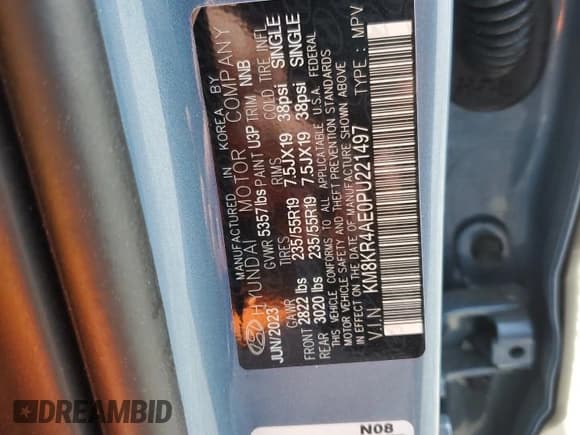 MANUFACTURED IN KOREA BY
HYUNDAI MOTOR COMPANY
JUN/2023 GVWR 5357lbs PAINT U3P TRIM NNB
GAWR TIRES RIMS COLD TIRE INFL
FRONT 2822 lbs 235/55R19 7.5JX19 38psi SINGLE
REAR 3020 lbs 235/55R19 7.5JX19 38psi SINGLE
THIS VEHICLE CONFORMS TO ALL APPLICABLE U.S.A. FEDERAL
MOTOR VEHICLE SAFETY AND THEFT PREVENTION STANDARDS
IN EFFECT ON THE DATE OF MANUFACTURE SHOWN ABOVE
V.I.N KM8KR4AE0PU221497 TYPE : MPV
N08
DREAMBID